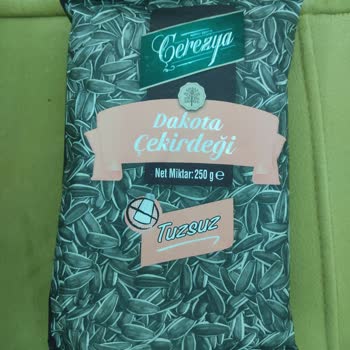 Çerezya
Dakota
Çekirdeği
Net Miktar: 250 g ℮
Tuzsuz